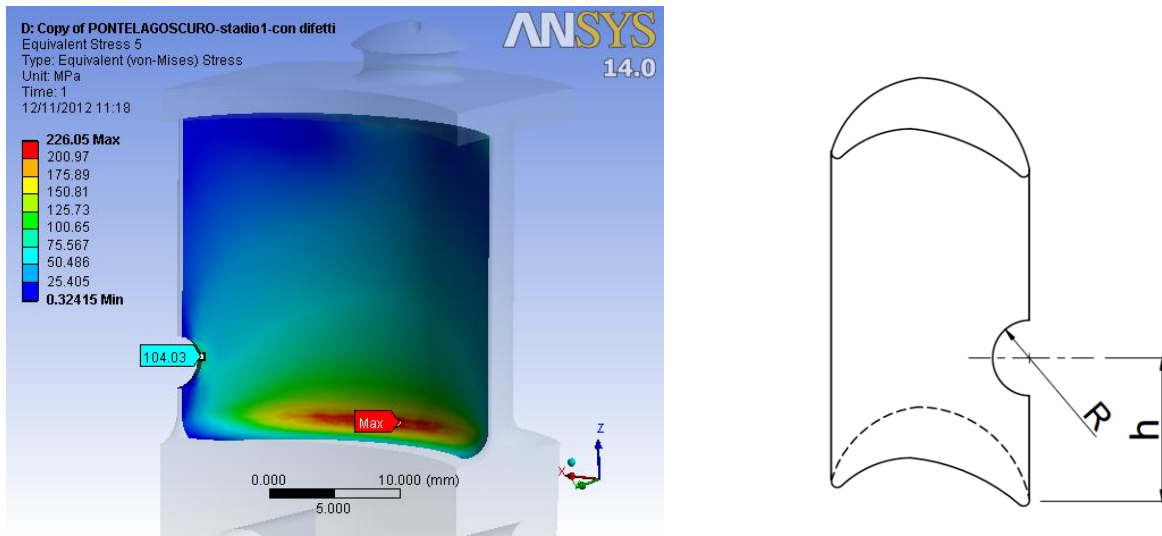 D: Copy of PONTELAGOSCURO-stadio1-con difetti
Equivalent Stress 5
Type: Equivalent (von-Mises) Stress
Unit: MPa
Time: 1
12/11/2012 11:18
ANSYS
14.0
226.05 Max
200.97
175.89
150.81
125.73
100.65
75.567
50.486
25.405
0.32415 Min
104.03
Max
0.000
10.000 (mm)
5.000
Z
X
R
h